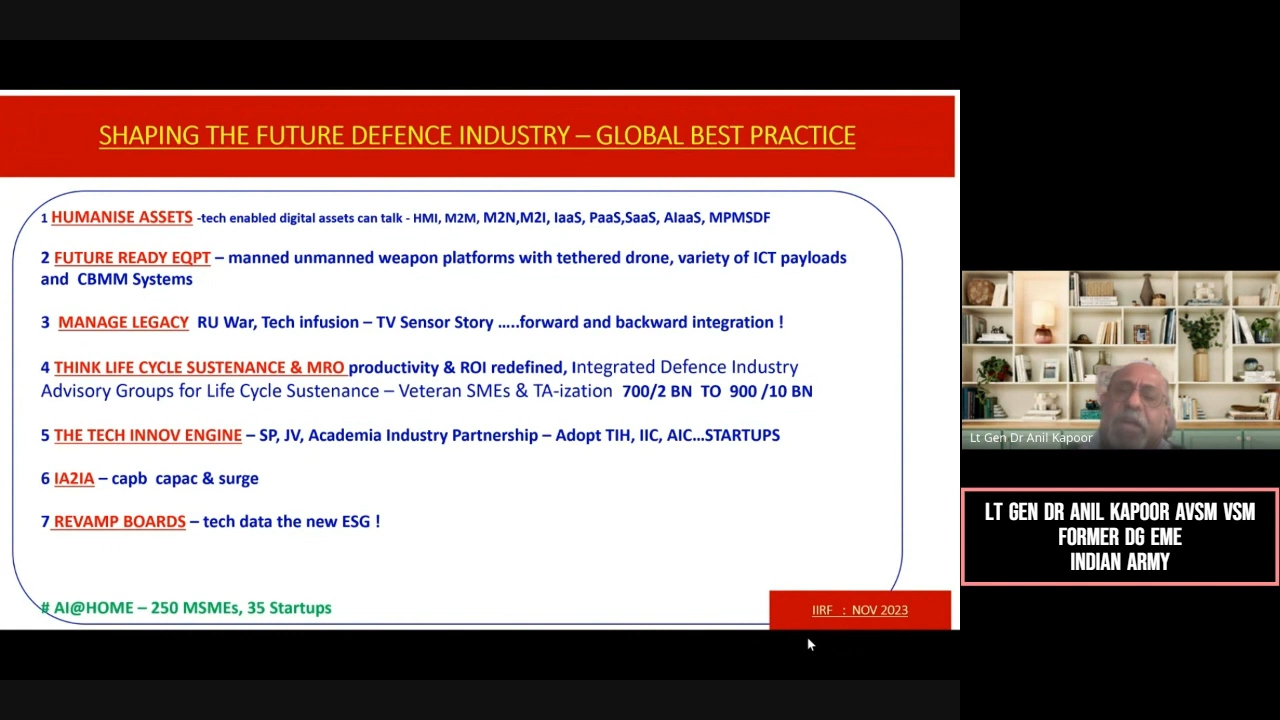 SHAPING THE FUTURE DEFENCE INDUSTRY – GLOBAL BEST PRACTICE
1 HUMANISE ASSETS -tech enabled digital assets can talk - HMI, M2M, M2N,M2I, IaaS, PaaS,SaaS, AIaaS, MPMSDF
2 FUTURE READY EQPT – manned unmanned weapon platforms with tethered drone, variety of ICT payloads
and CBMM Systems
3 MANAGE LEGACY RU War, Tech infusion – TV Sensor Story .....forward and backward integration !
4 THINK LIFE CYCLE SUSTENANCE & MRO productivity & ROI redefined, Integrated Defence Industry
Advisory Groups for Life Cycle Sustenance – Veteran SMEs & TA-ization 700/2 BN TO 900 /10 BN
5 THE TECH INNOV ENGINE – SP, JV, Academia Industry Partnership – Adopt TIH, IIC, AIC...STARTUPS
6 IA2IA – capb capac & surge
7 REVAMP BOARDS – tech data the new ESG !
# AI@HOME – 250 MSMEs, 35 Startups
IIRF : NOV 2023
Lt Gen Dr Anil Kapoor
LT GEN DR ANIL KAPOOR AVSM VSM
FORMER DG EME
INDIAN ARMY